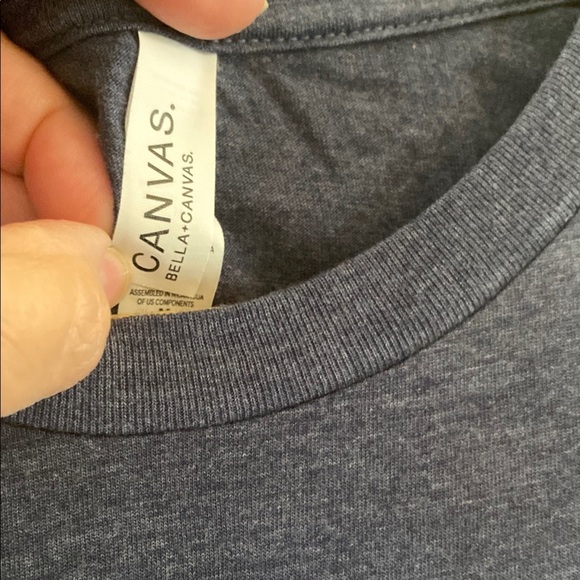 CANVAS.
BELLA+CANVAS.
ASSEMBLED IN
OF US COMPONENTS